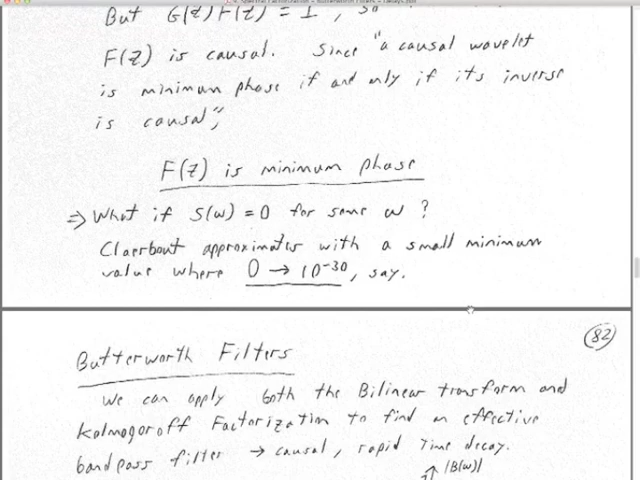 But G(z)F(z) = 1, so
F(z) is causal. Since "a causal wavelet
is minimum phase if and only if its inverse
is causal",
F(z) is minimum phase
⇒ What if S(ω) = 0 for some ω ?
Claerbout approximates with a small minimum
value where 0 → 10⁻³⁰, say.
82
Butterworth Filters
We can apply both the Bilinear transform and
Kolmogoroff Factorization to find an effective
bandpass filter → causal, rapid time decay.
|B(ω)|